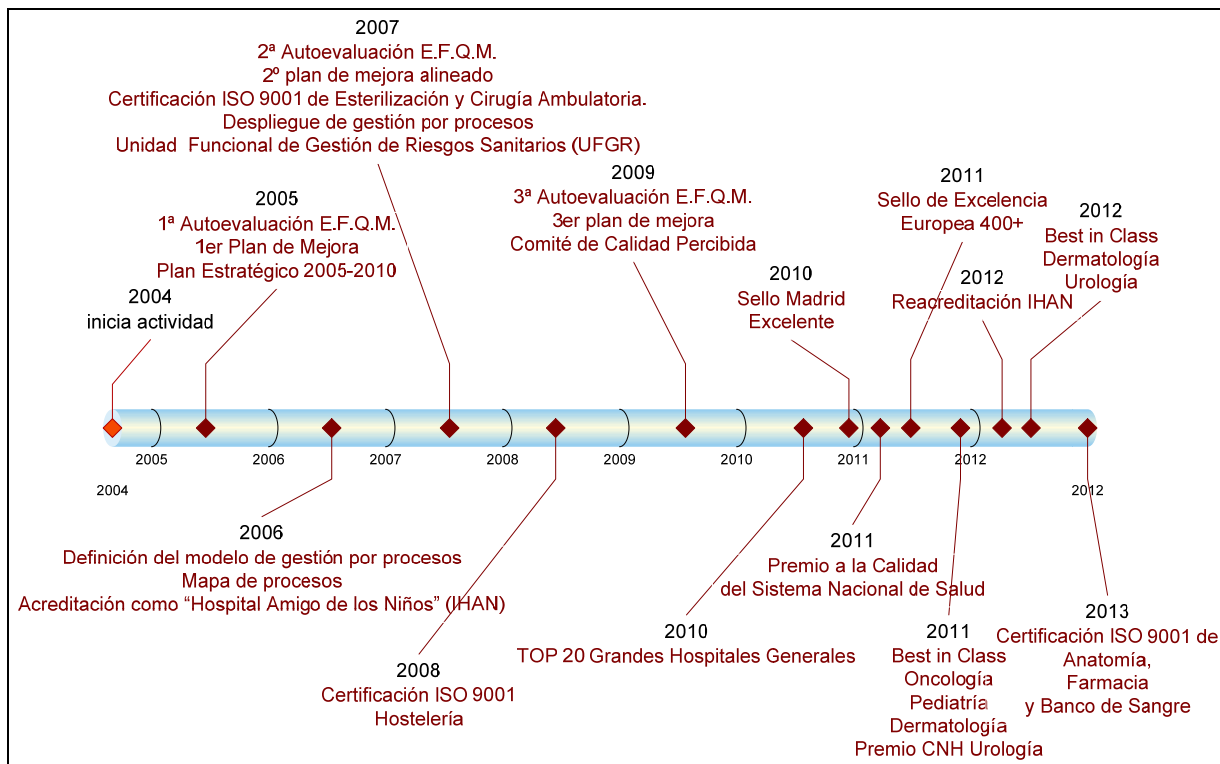 2007
2ª Autoevaluación E.F.Q.M.
2º plan de mejora alineado
Certificación ISO 9001 de Esterilización y Cirugía Ambulatoria.
Despliegue de gestión por procesos
Unidad Funcional de Gestión de Riesgos Sanitarios (UFGR)
2005
1ª Autoevaluación E.F.Q.M.
1er Plan de Mejora
Plan Estratégico 2005-2010
2004
inicia actividad
2009
3ª Autoevaluación E.F.Q.M.
3er plan de mejora
Comité de Calidad Percibida
2010
Sello Madrid
Excelente
2011
Sello de Excelencia
Europea 400+
2012
Reacreditación IHAN
2012
Best in Class
Dermatología
Urología
2005
2006
2007
2008
2009
2010
2011
2012
2004
2012
2006
Definición del modelo de gestión por procesos
Mapa de procesos
Acreditación como “Hospital Amigo de los Niños” (IHAN)
2008
Certificación ISO 9001
Hostelería
2010
TOP 20 Grandes Hospitales Generales
2011
Premio a la Calidad
del Sistema Nacional de Salud
2011
Best in Class
Oncología
Pediatría
Dermatología
Premio CNH Urología
2013
Certificación ISO 9001 de
Anatomía,
Farmacia
y Banco de Sangre